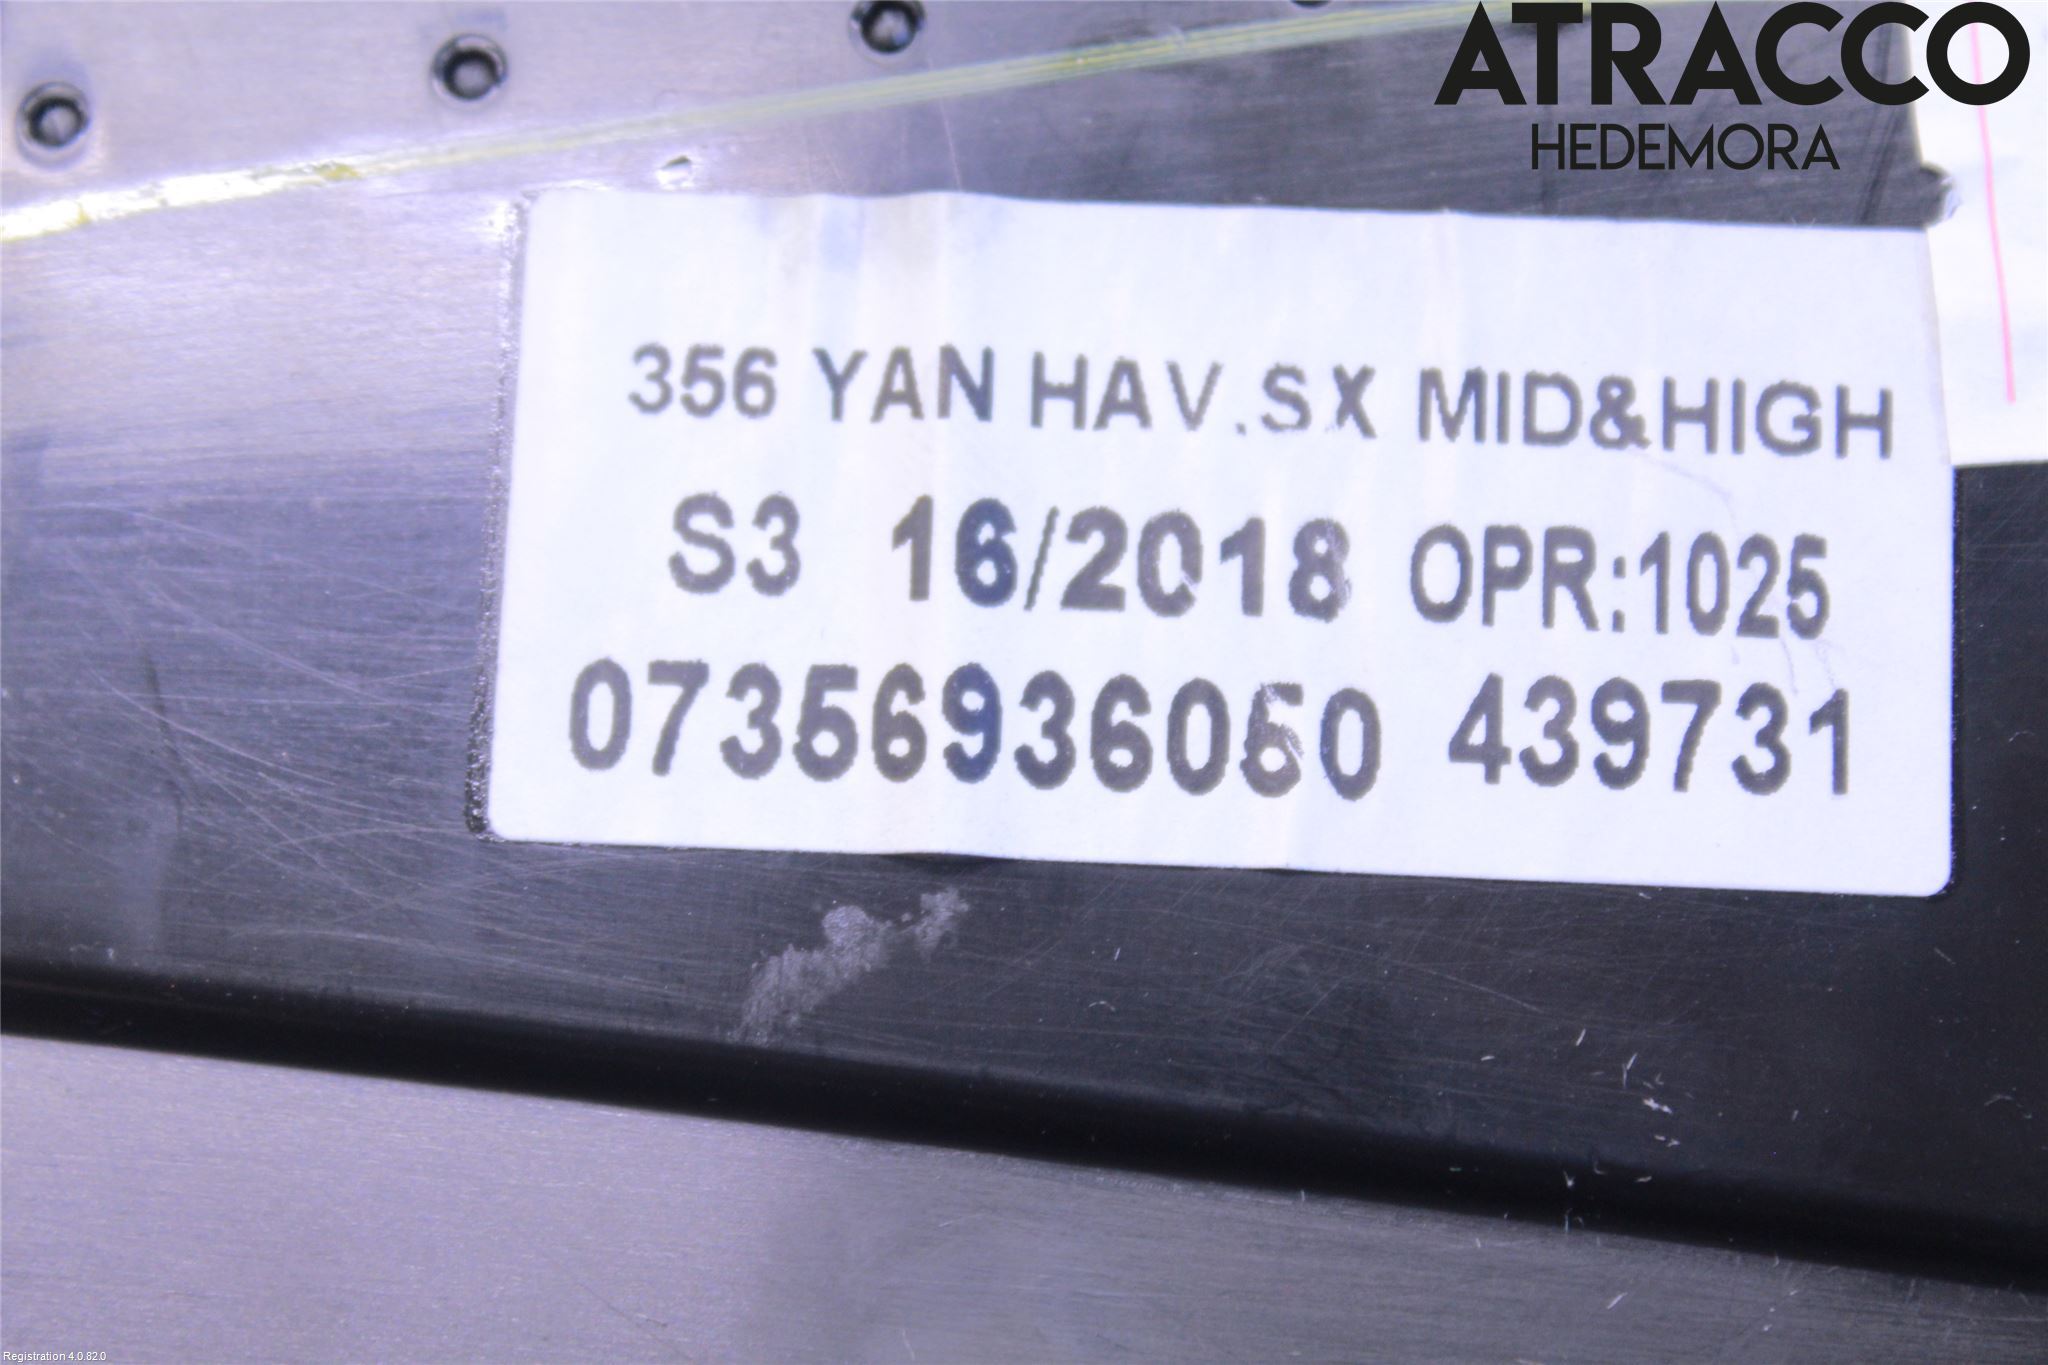 ATRACCO
HEDEMORA
356 YAN HAV.SX MID&HIGH
S3 16/2018 OPR:1025
07356936060 439731
Registration 4.0.82.0